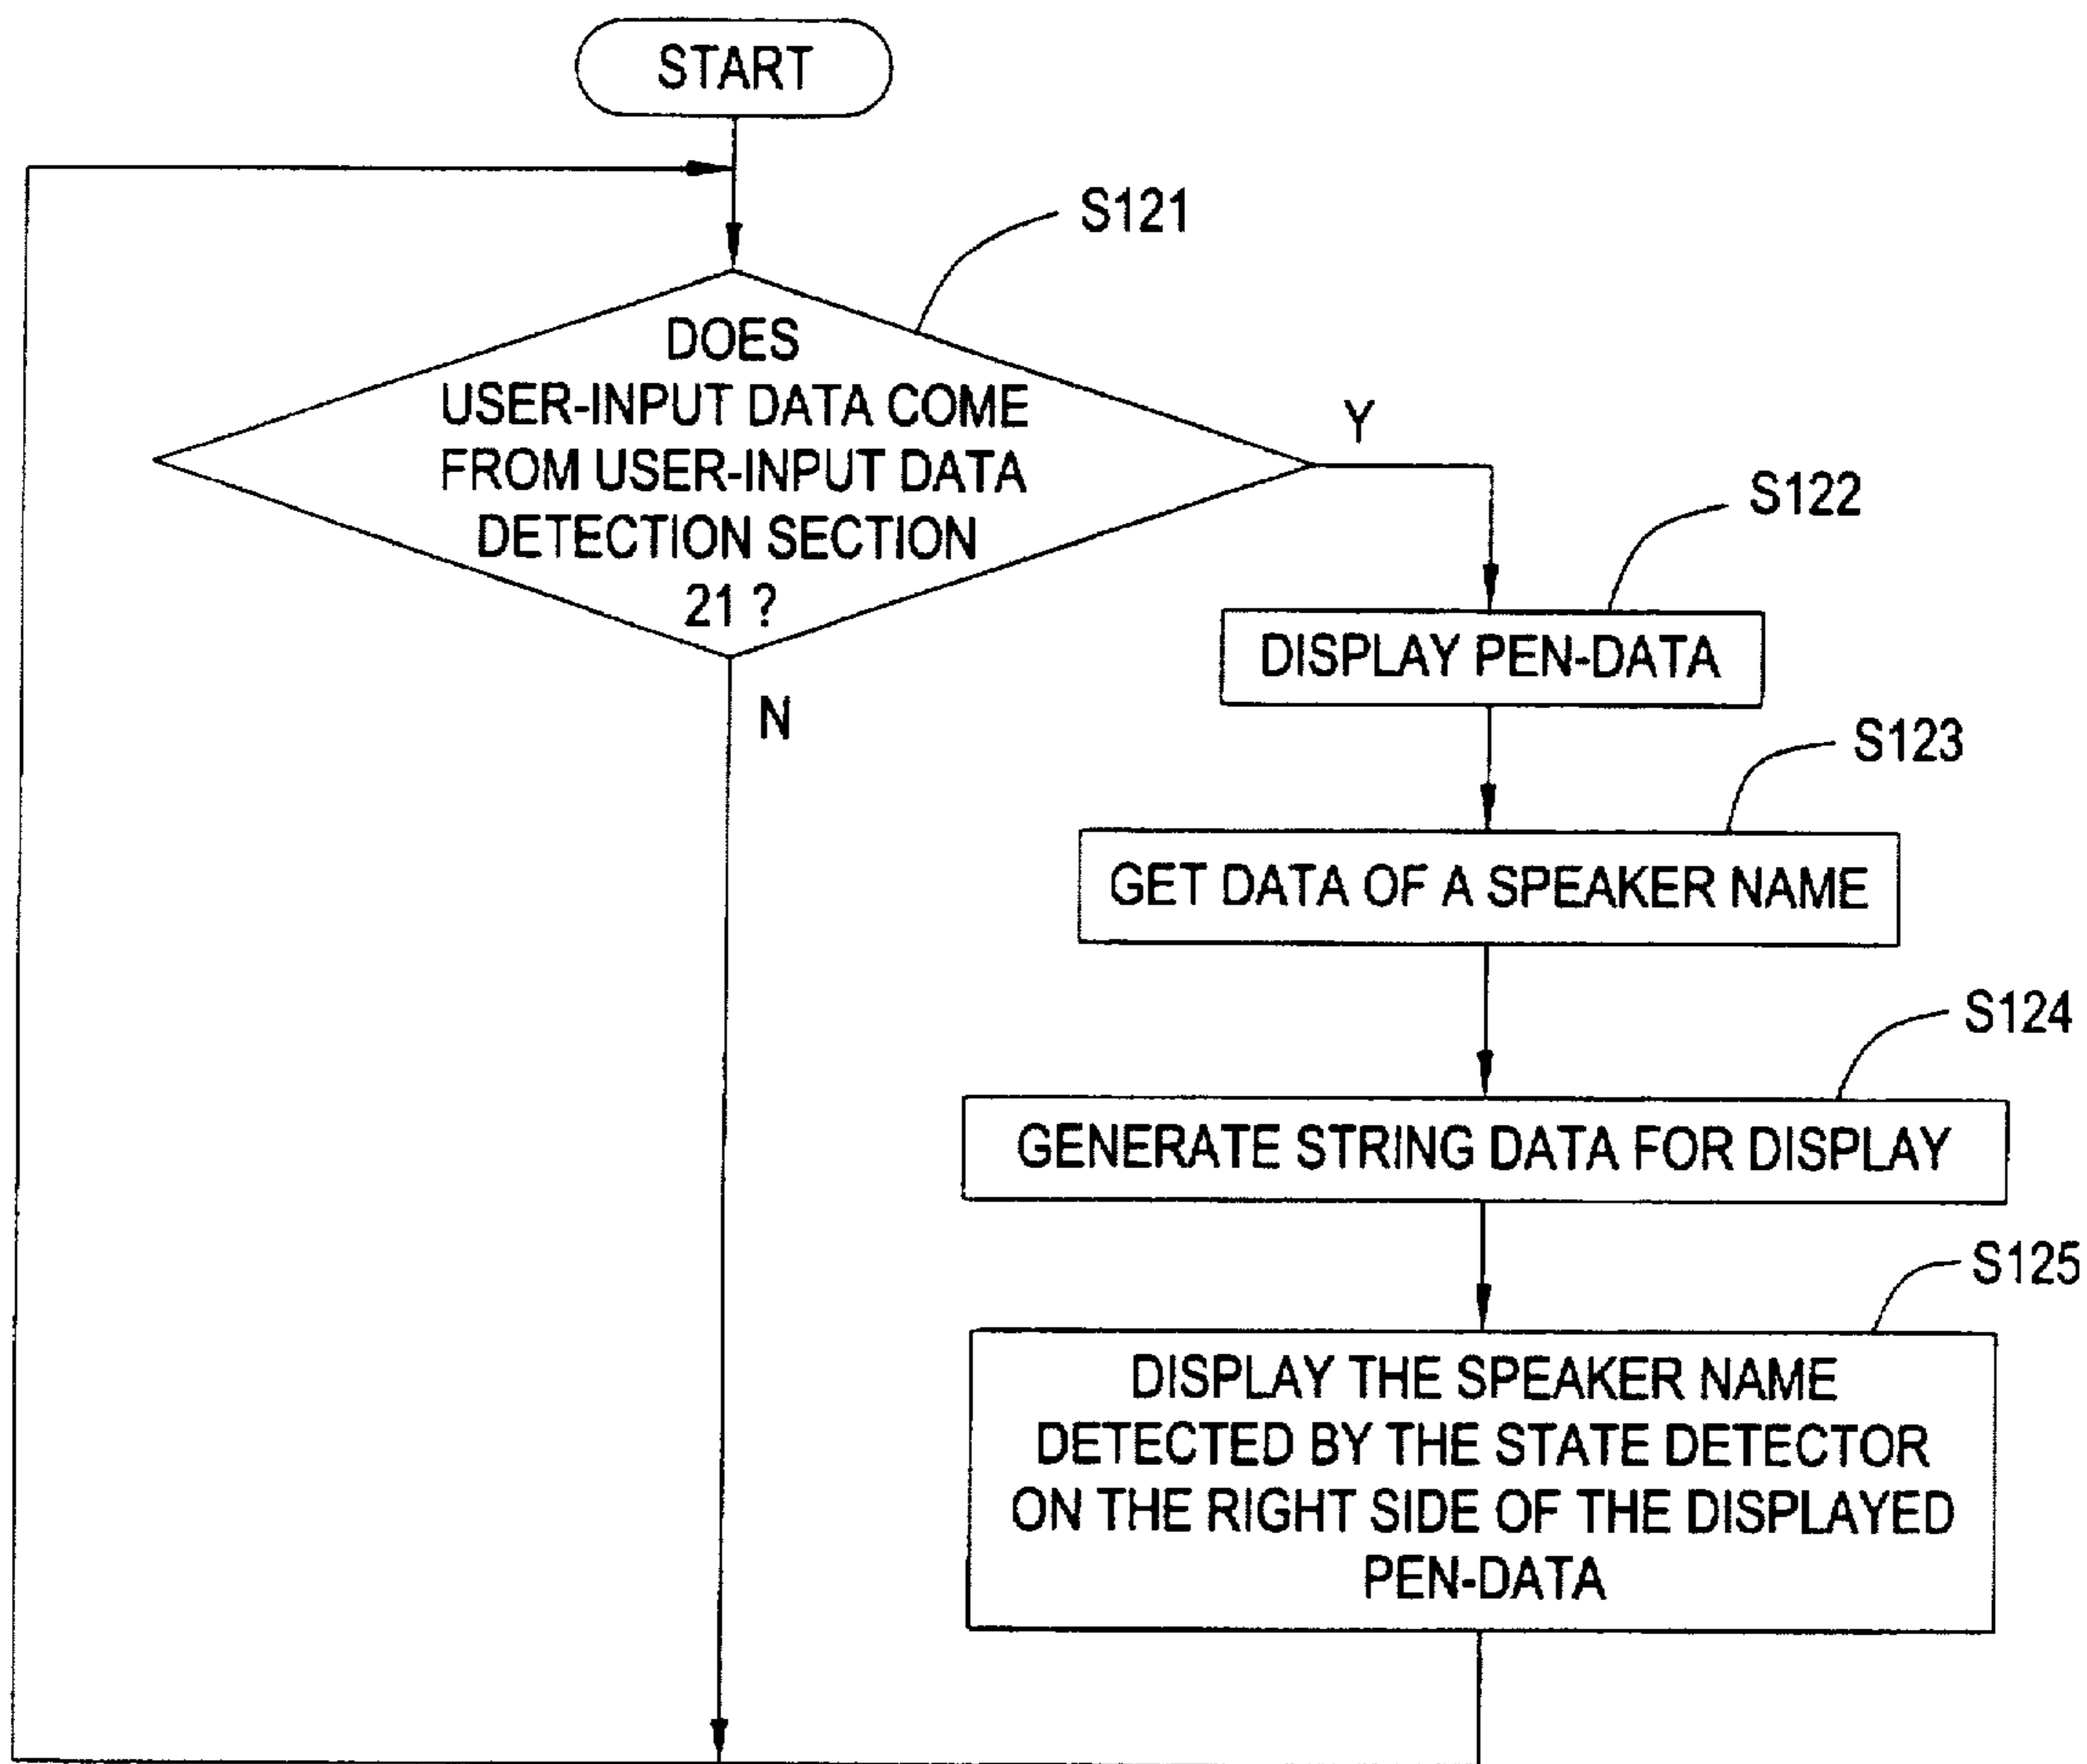 START
S121
DOES
USER-INPUT DATA COME
FROM USER-INPUT DATA
DETECTION SECTION
21 ?
Y
N
S122
DISPLAY PEN-DATA
S123
GET DATA OF A SPEAKER NAME
S124
GENERATE STRING DATA FOR DISPLAY
S125
DISPLAY THE SPEAKER NAME
DETECTED BY THE STATE DETECTOR
ON THE RIGHT SIDE OF THE DISPLAYED
PEN-DATA